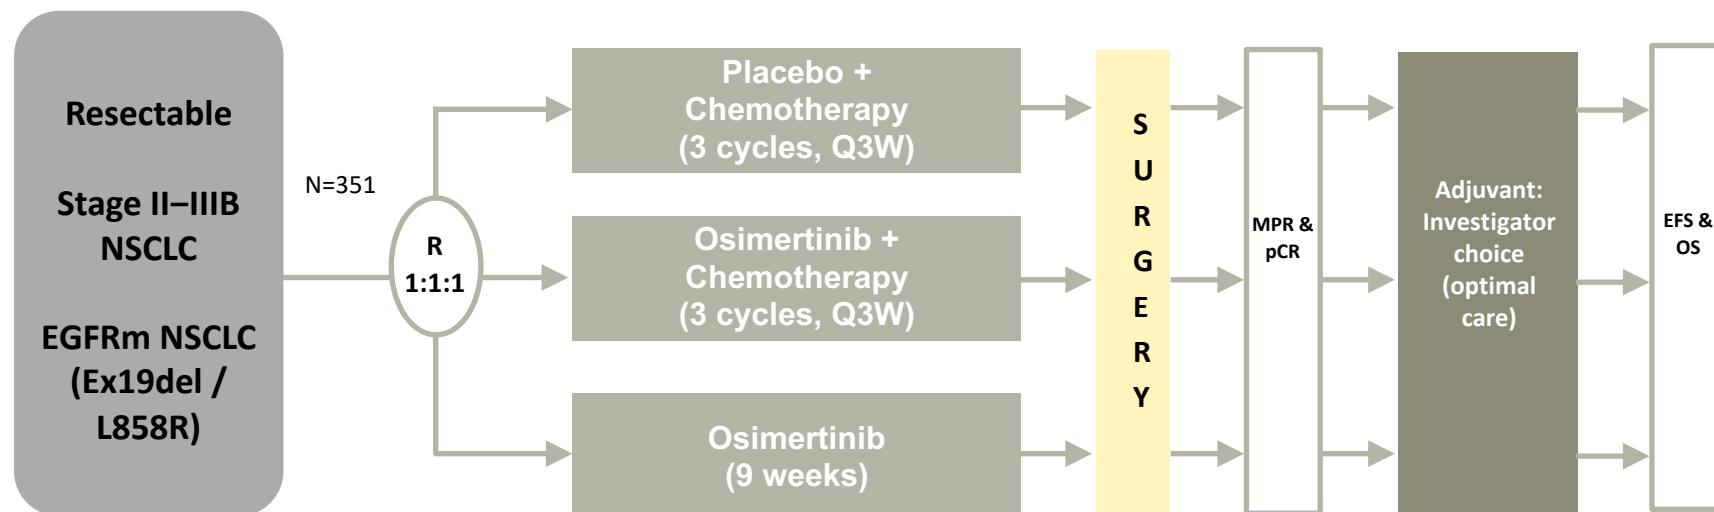 Resectable
Stage II–IIIB
NSCLC
EGFRm NSCLC
(Ex19del /
L858R)
N=351
R
1:1:1
Placebo +
Chemotherapy
(3 cycles, Q3W)
Osimertinib +
Chemotherapy
(3 cycles, Q3W)
Osimertinib
(9 weeks)
S
U
R
G
E
R
Y
MPR &
pCR
Adjuvant:
Investigator
choice
(optimal
care)
EFS &
OS